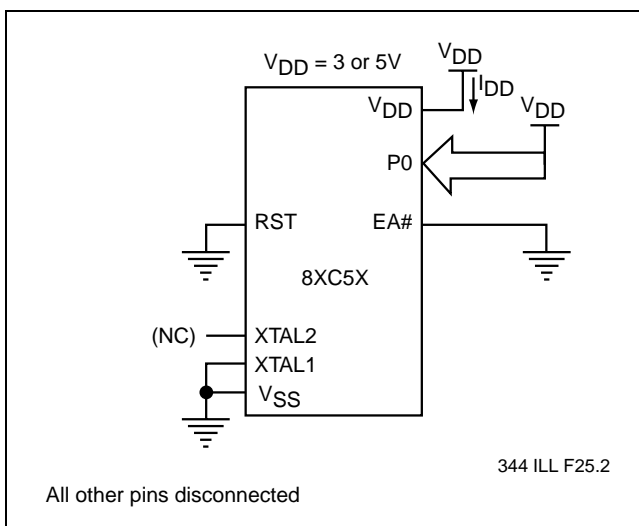 VDD = 3 or 5V
VDD
IDD
VDD
VDD
P0
RST
EA#
8XC5X
(NC)
XTAL2
XTAL1
VSS
344 ILL F25.2
All other pins disconnected